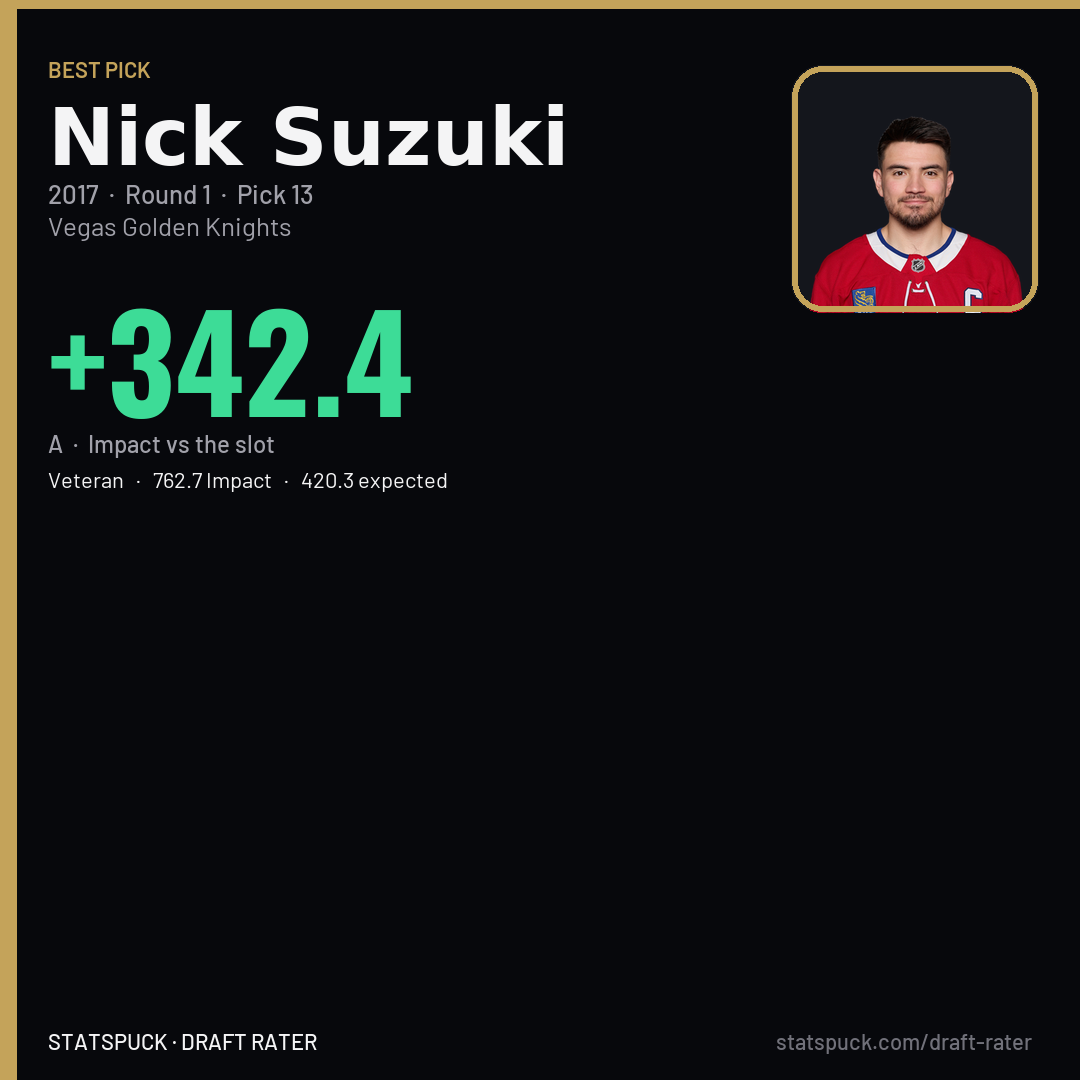 BEST PICK
Nick Suzuki
2017 · Round 1 · Pick 13
Vegas Golden Knights
+342.4
A · Impact vs the slot
Veteran · 762.7 Impact · 420.3 expected
C
STATSPUCK · DRAFT RATER
statspuck.com/draft-rater